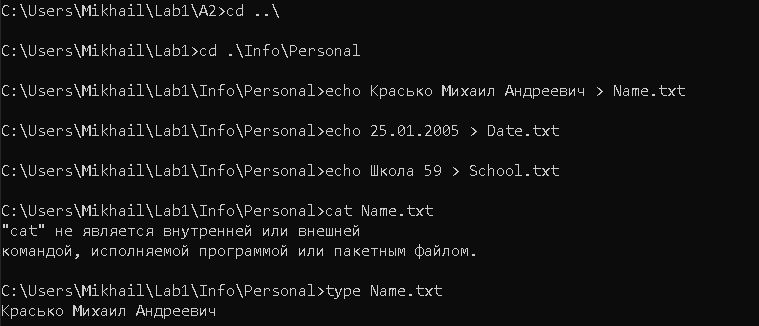 C:\Users\Mikhail\Lab1\A2>cd ..\
C:\Users\Mikhail\Lab1>cd .\Info\Personal
C:\Users\Mikhail\Lab1\Info\Personal>echo Красько Михаил Андреевич > Name.txt
C:\Users\Mikhail\Lab1\Info\Personal>echo 25.01.2005 > Date.txt
C:\Users\Mikhail\Lab1\Info\Personal>echo Школа 59 > School.txt
C:\Users\Mikhail\Lab1\Info\Personal>cat Name.txt
"cat" не является внутренней или внешней
командой, исполняемой программой или пакетным файлом.
C:\Users\Mikhail\Lab1\Info\Personal>type Name.txt
Красько Михаил Андреевич